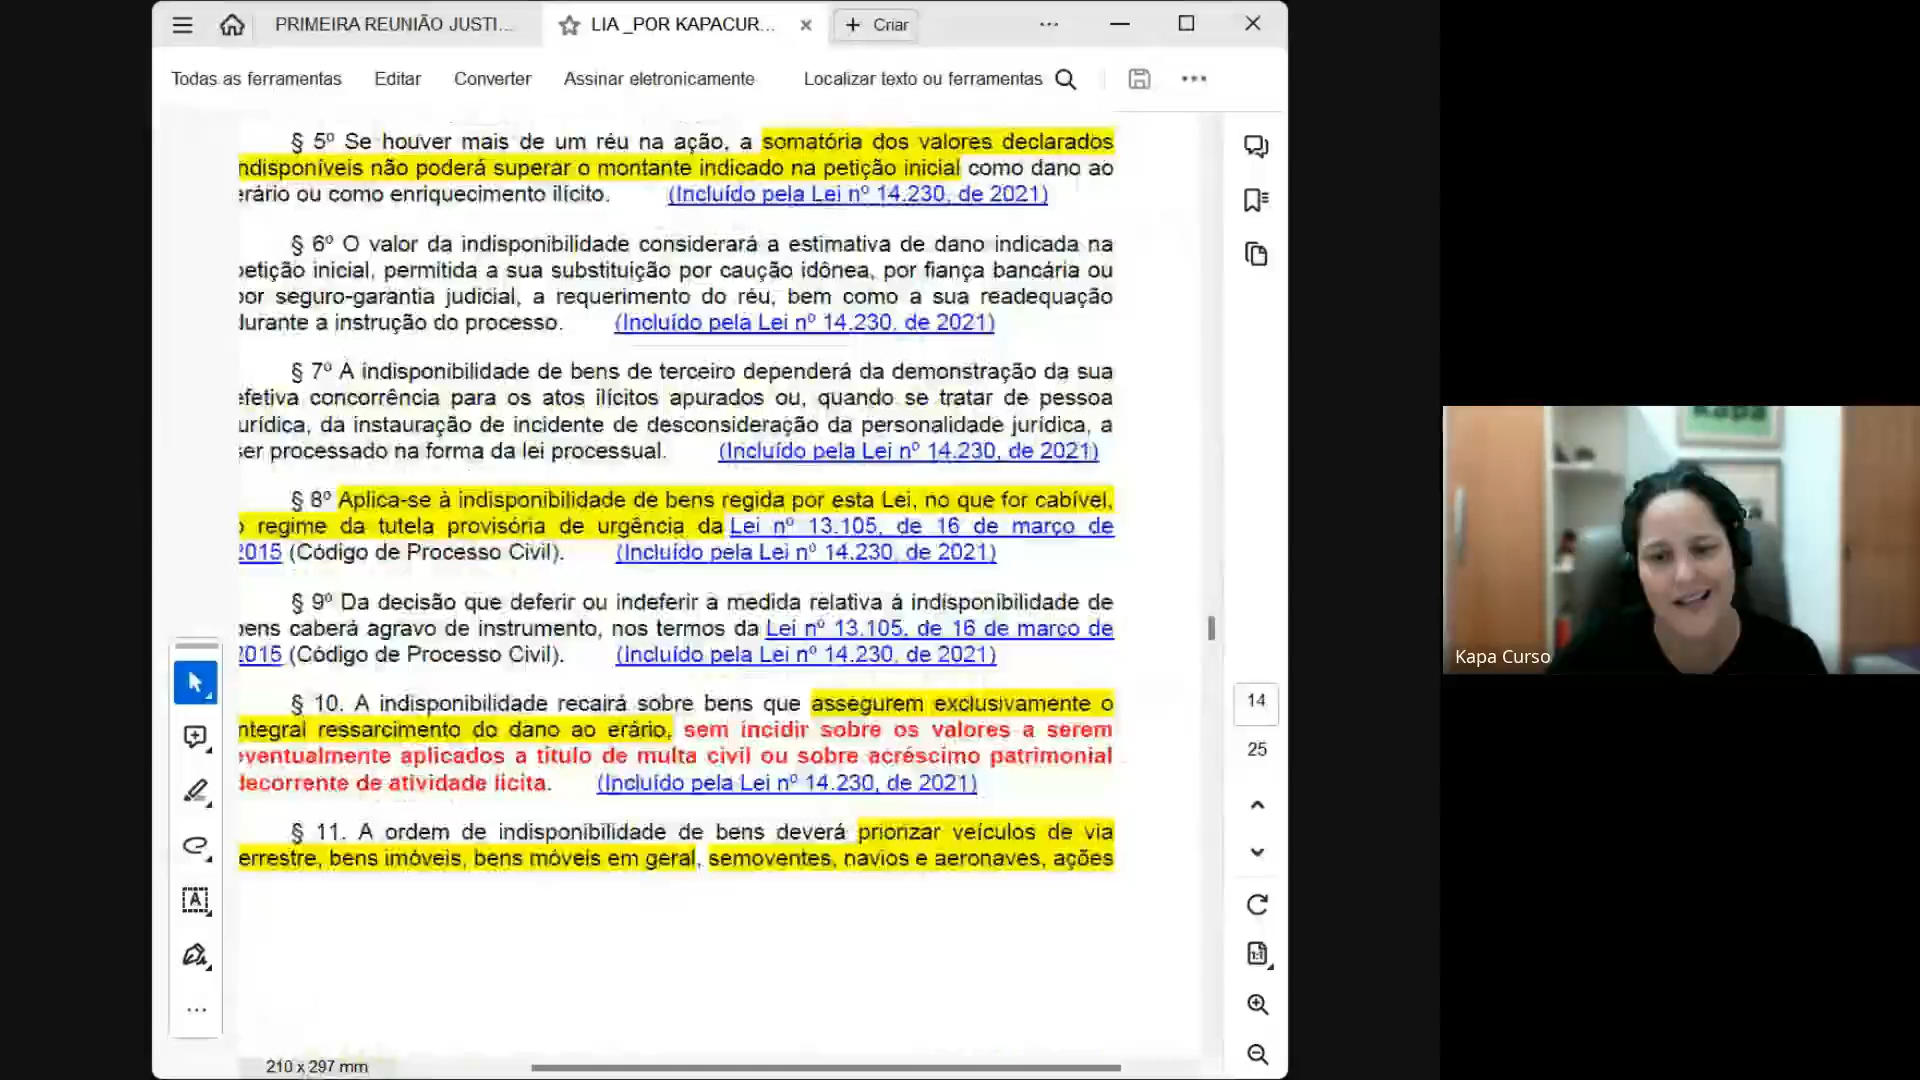 PRIMEIRA REUNIÃO JUSTI...
LIA _POR KAPACUR...
Criar
Todas as ferramentas
Editar
Converter
Assinar eletronicamente
Localizar texto ou ferramentas
§ 5º Se houver mais de um réu na ação, a somatória dos valores declarados
ndisponíveis não poderá superar o montante indicado na petição inicial como dano ao
erário ou como enriquecimento ilícito. (Incluído pela Lei nº 14.230, de 2021)
§ 6º O valor da indisponibilidade considerará a estimativa de dano indicada na
petição inicial, permitida a sua substituição por caução idônea, por fiança bancária ou
por seguro-garantia judicial, a requerimento do réu, bem como a sua readequação
durante a instrução do processo. (Incluído pela Lei nº 14.230, de 2021)
§ 7º A indisponibilidade de bens de terceiro dependerá da demonstração da sua
efetiva concorrência para os atos ilícitos apurados ou, quando se tratar de pessoa
urídica, da instauração de incidente de desconsideração da personalidade jurídica, a
ser processado na forma da lei processual. (Incluído pela Lei nº 14.230, de 2021)
§ 8º Aplica-se à indisponibilidade de bens regida por esta Lei, no que for cabível,
o regime da tutela provisória de urgência da Lei nº 13.105, de 16 de março de
2015 (Código de Processo Civil). (Incluído pela Lei nº 14.230, de 2021)
§ 9º Da decisão que deferir ou indeferir a medida relativa à indisponibilidade de
bens caberá agravo de instrumento, nos termos da Lei nº 13.105, de 16 de março de
2015 (Código de Processo Civil). (Incluído pela Lei nº 14.230, de 2021)
§ 10. A indisponibilidade recairá sobre bens que assegurem exclusivamente o
ntegral ressarcimento do dano ao erário, sem incidir sobre os valores a serem
eventualmente aplicados a título de multa civil ou sobre acréscimo patrimonial
decorrente de atividade lícita. (Incluído pela Lei nº 14.230, de 2021)
§ 11. A ordem de indisponibilidade de bens deverá priorizar veículos de via
errestre, bens imóveis, bens móveis em geral, semoventes, navios e aeronaves, ações
210 x 297 mm
14
25
kapa
Kapa Curso